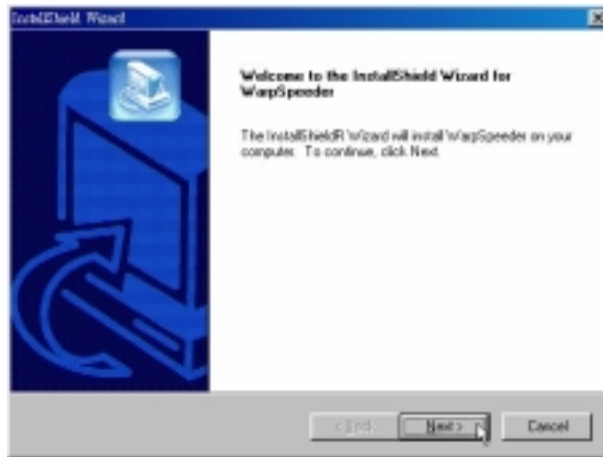 InstallShield Wizard
Welcome to the InstallShield Wizard for
WarpSpeeder
The InstallShieldR Wizard will install WarpSpeeder on your
computer. To continue, click Next.
< Back
Next >
Cancel